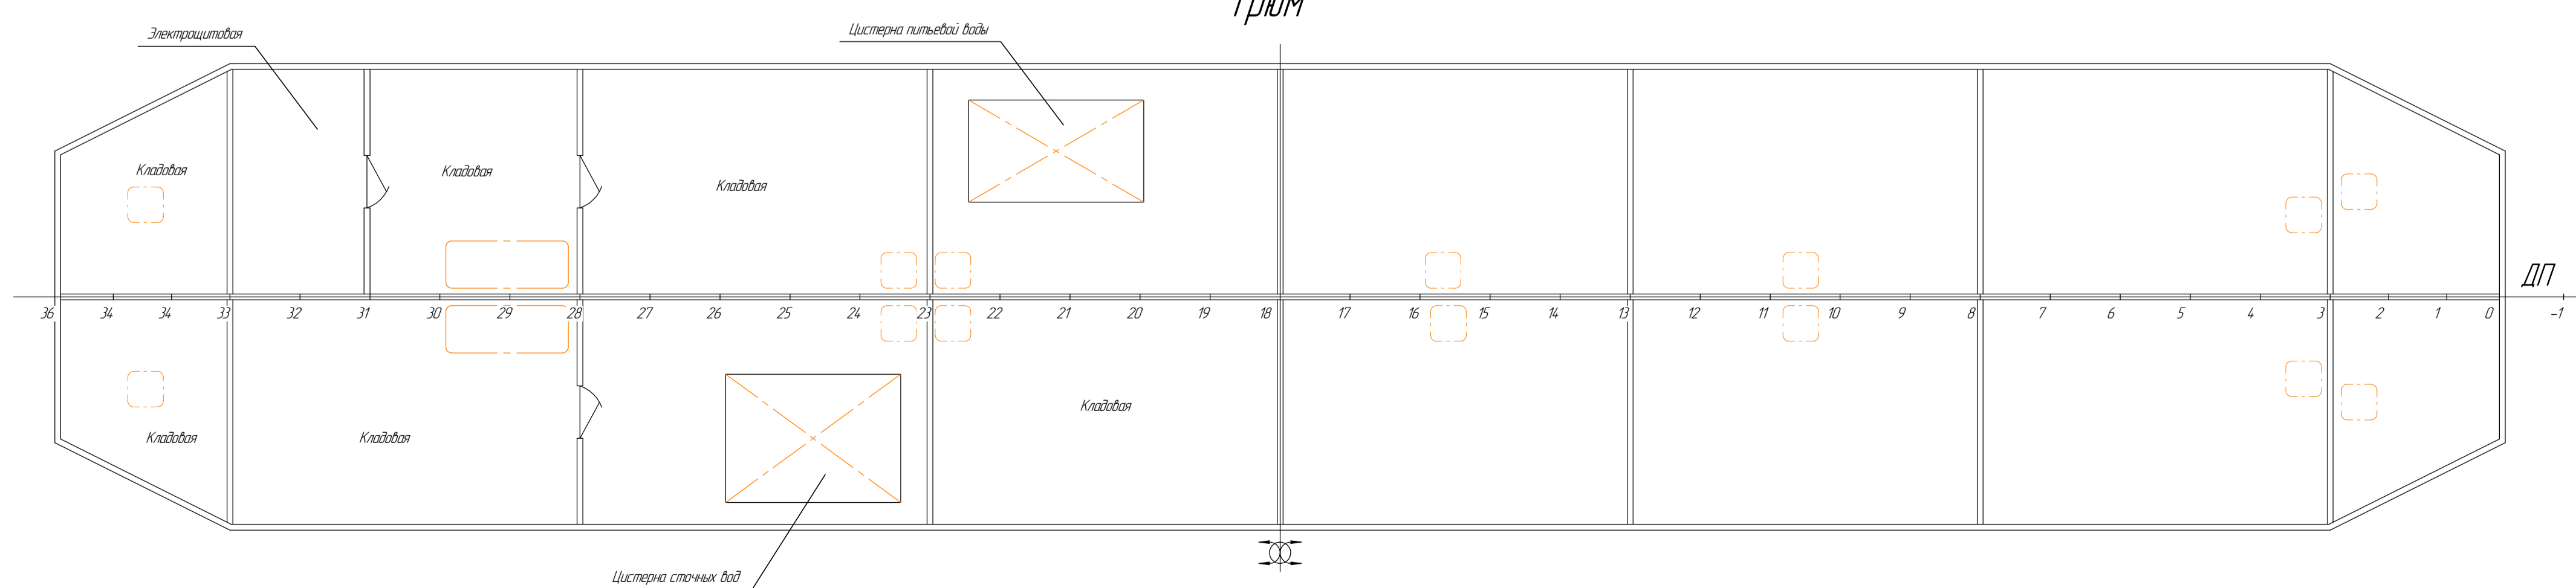 Трюм
Электрощитовая
Цистерна питьевой воды
Кладовая
Кладовая
Кладовая
ДП
36 34 34 33 32 31 30 29 28 27 26 25 24 23 22 21 20 19 18 17 16 15 14 13 12 11 10 9 8 7 6 5 4 3 2 1 0 -1
Кладовая
Кладовая
Кладовая
Цистерна сточных вод